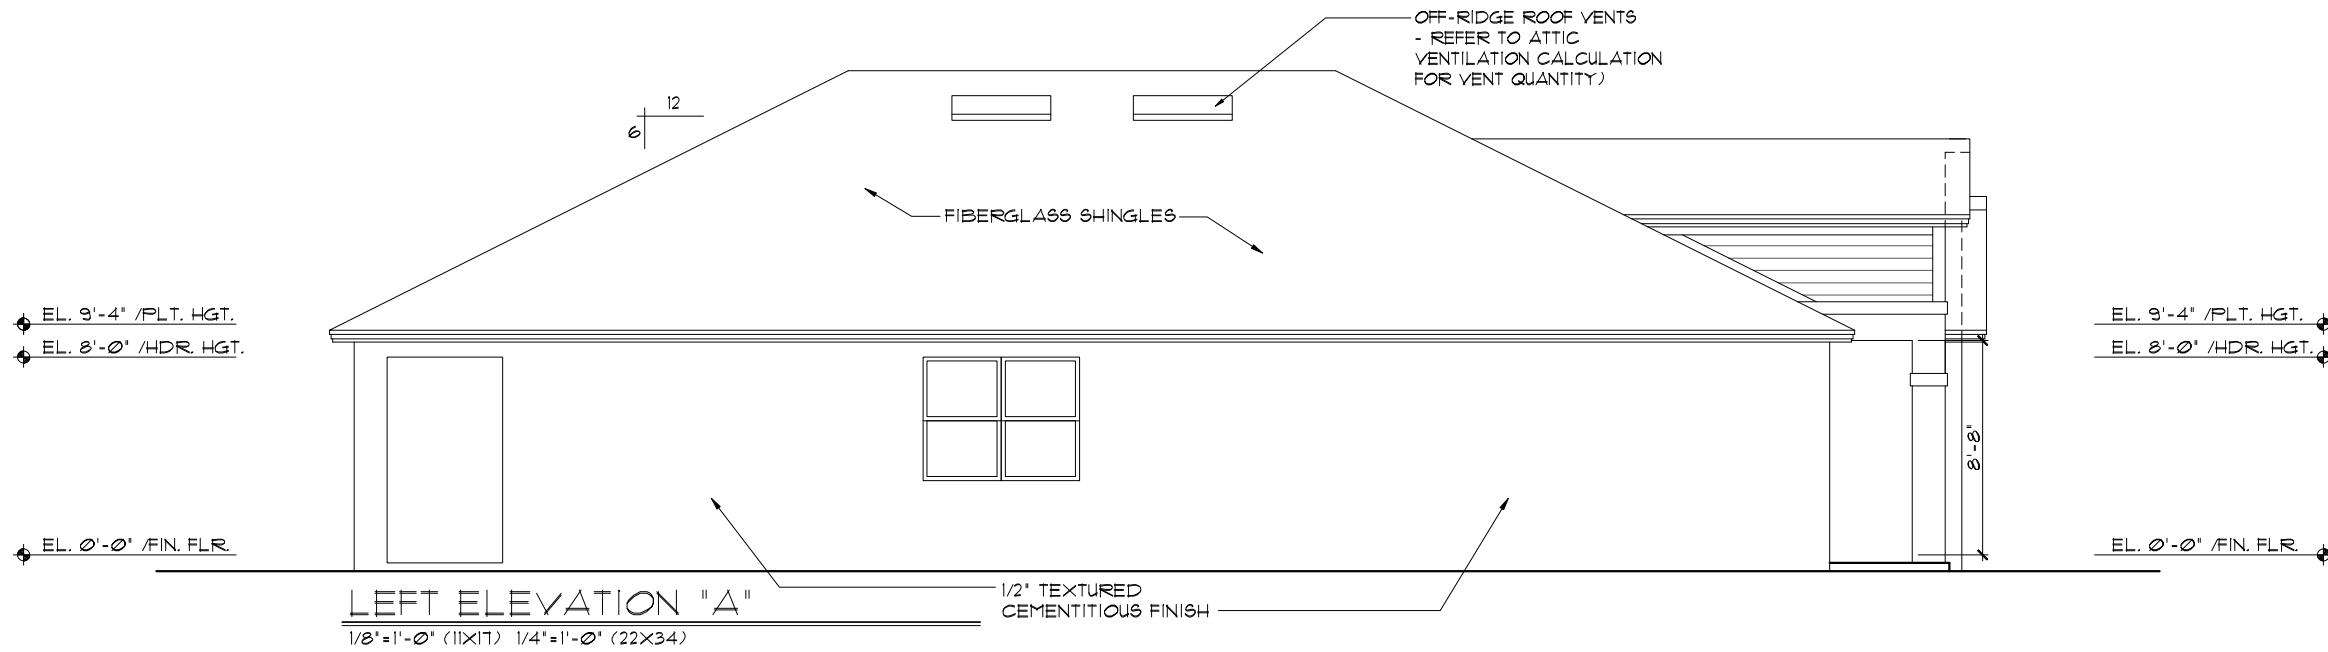 OFF-RIDGE ROOF VENTS
- REFER TO ATTIC
VENTILATION CALCULATION
FOR VENT QUANTITY)
12
6
FIBERGLASS SHINGLES
EL. 9'-4" /PLT. HGT.
EL. 8'-0" /HDR. HGT.
EL. 0'-0" /FIN. FLR.
EL. 9'-4" /PLT. HGT.
EL. 8'-0" /HDR. HGT.
8'-8"
EL. 0'-0" /FIN. FLR.
1/2" TEXTURED
CEMENTITIOUS FINISH
LEFT ELEVATION "A"
1/8"=1'-0" (11X17) 1/4"=1'-0" (22X34)